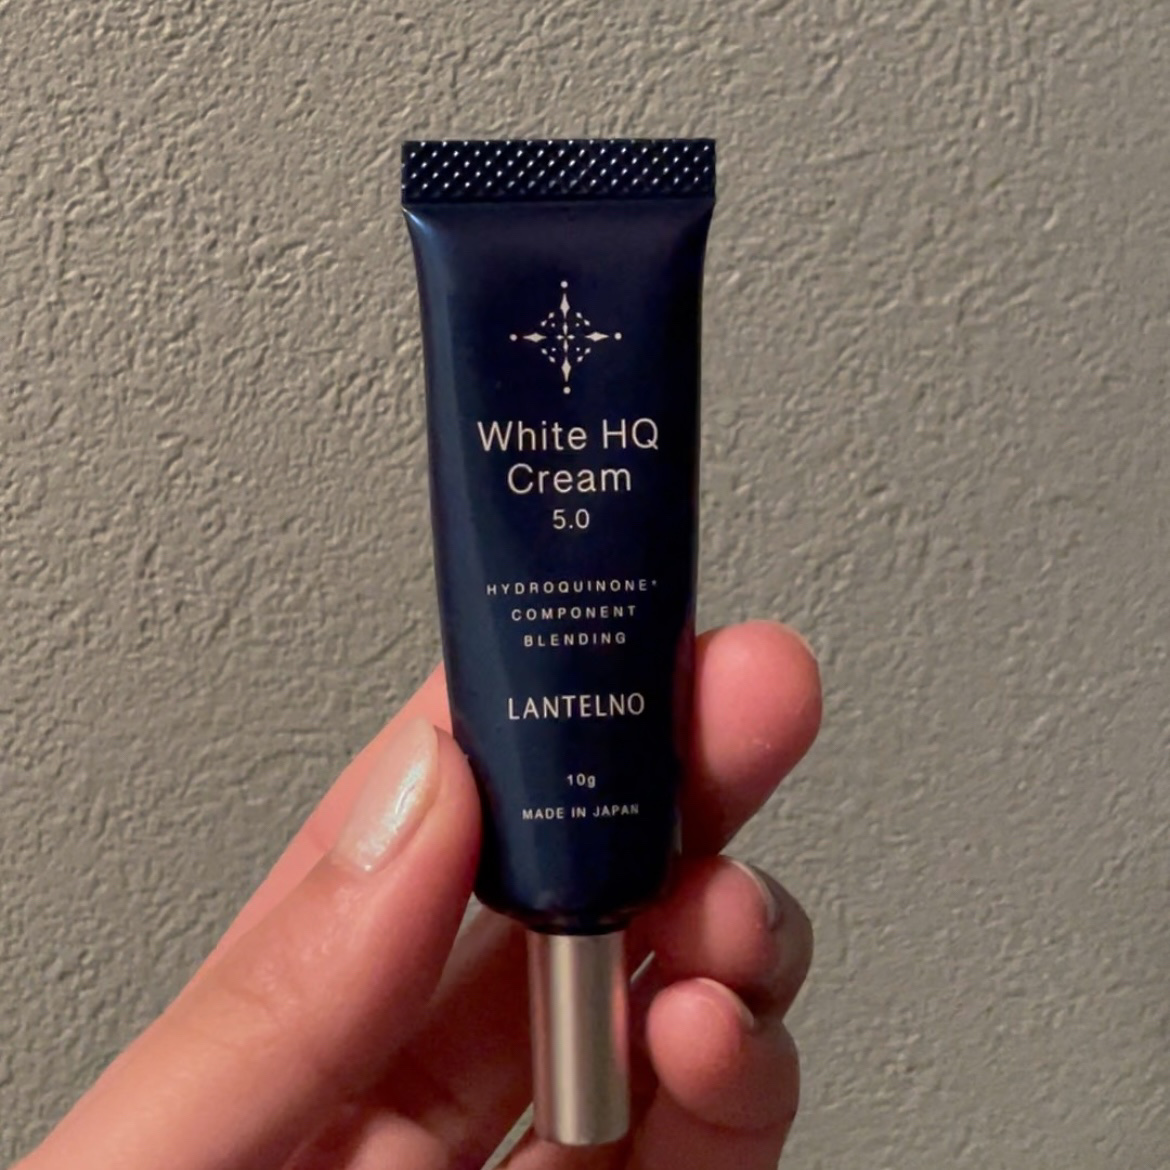 White HQ
Cream
5.0
HYDROQUINONE*
COMPONENT
BLENDING
LANTELNO
10g
MADE IN JAPAN